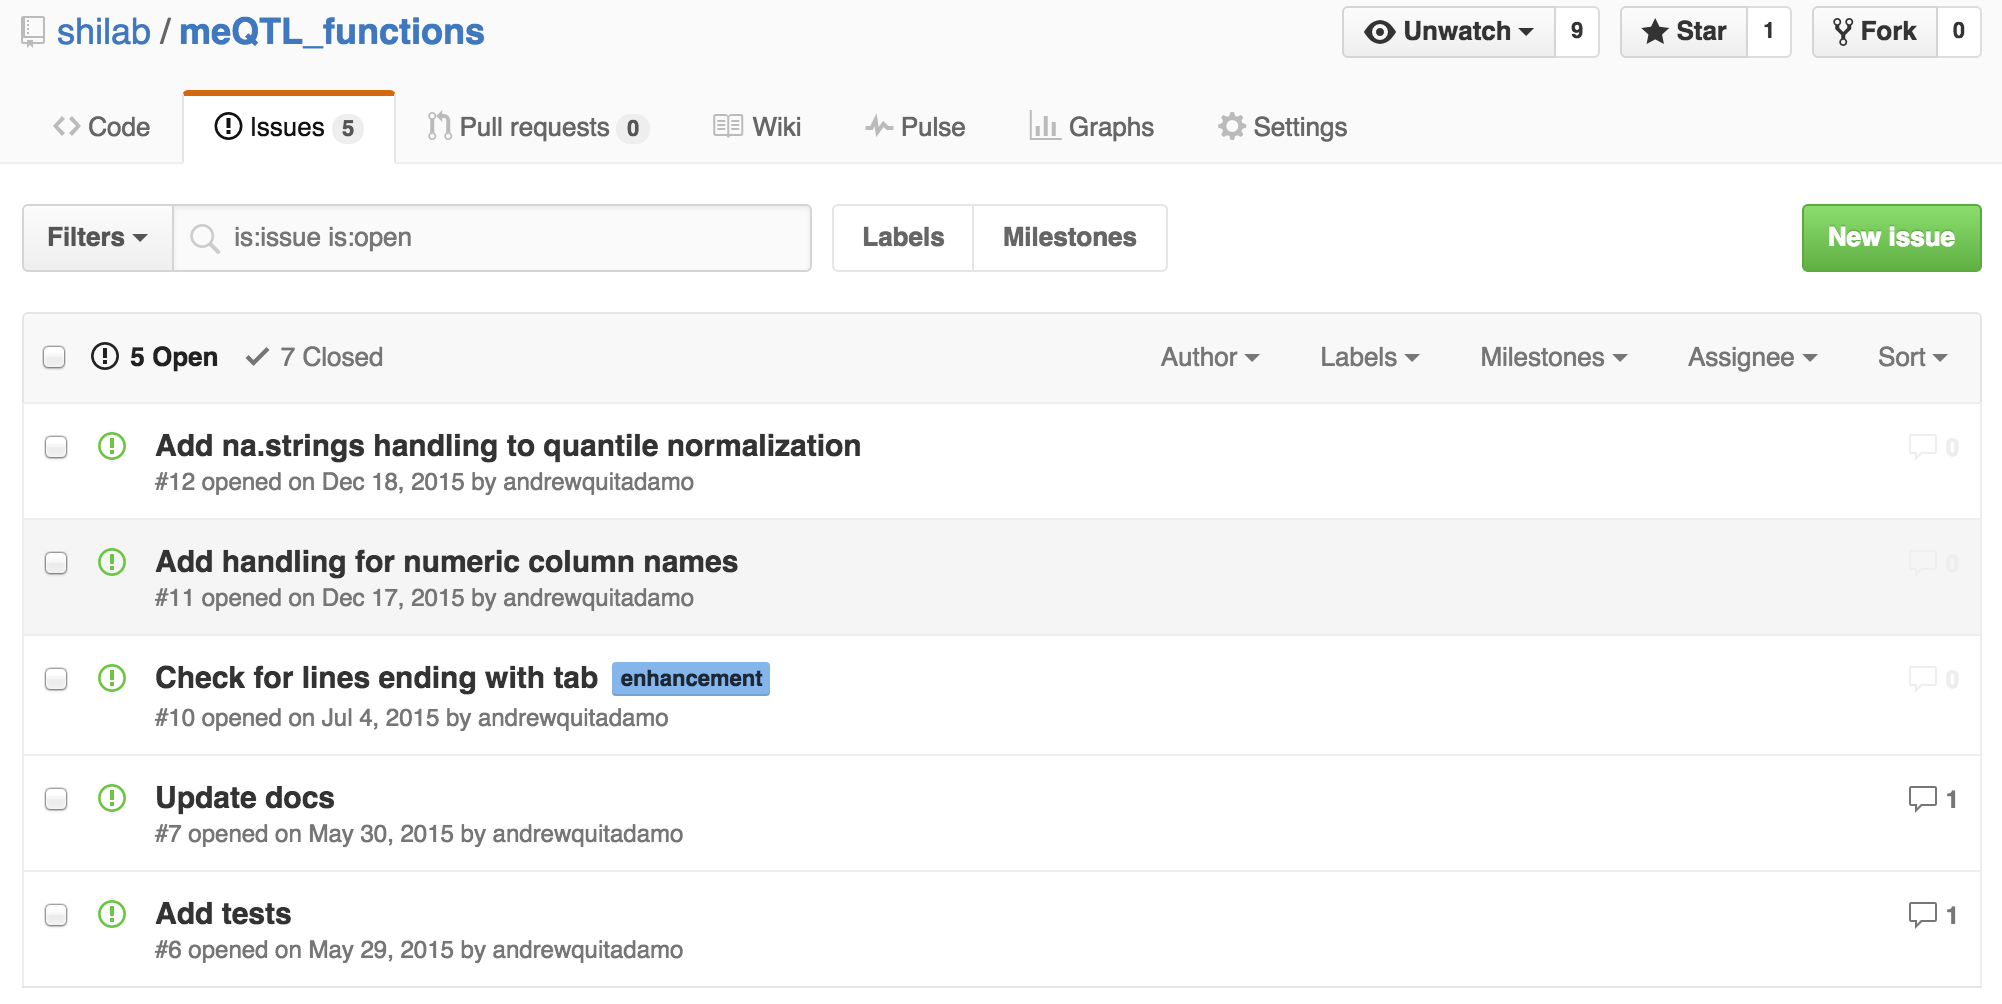 shilab / meQTL_functions
Unwatch 9 Star 1 Fork 0
Code Issues 5 Pull requests 0 Wiki Pulse Graphs Settings
Filters is:issue is:open Labels Milestones New issue
5 Open 7 Closed Author Labels Milestones Assignee Sort
Add na.strings handling to quantile normalization 0
#12 opened on Dec 18, 2015 by andrewquitadamo
Add handling for numeric column names 0
#11 opened on Dec 17, 2015 by andrewquitadamo
Check for lines ending with tab enhancement 0
#10 opened on Jul 4, 2015 by andrewquitadamo
Update docs 1
#7 opened on May 30, 2015 by andrewquitadamo
Add tests 1
#6 opened on May 29, 2015 by andrewquitadamo